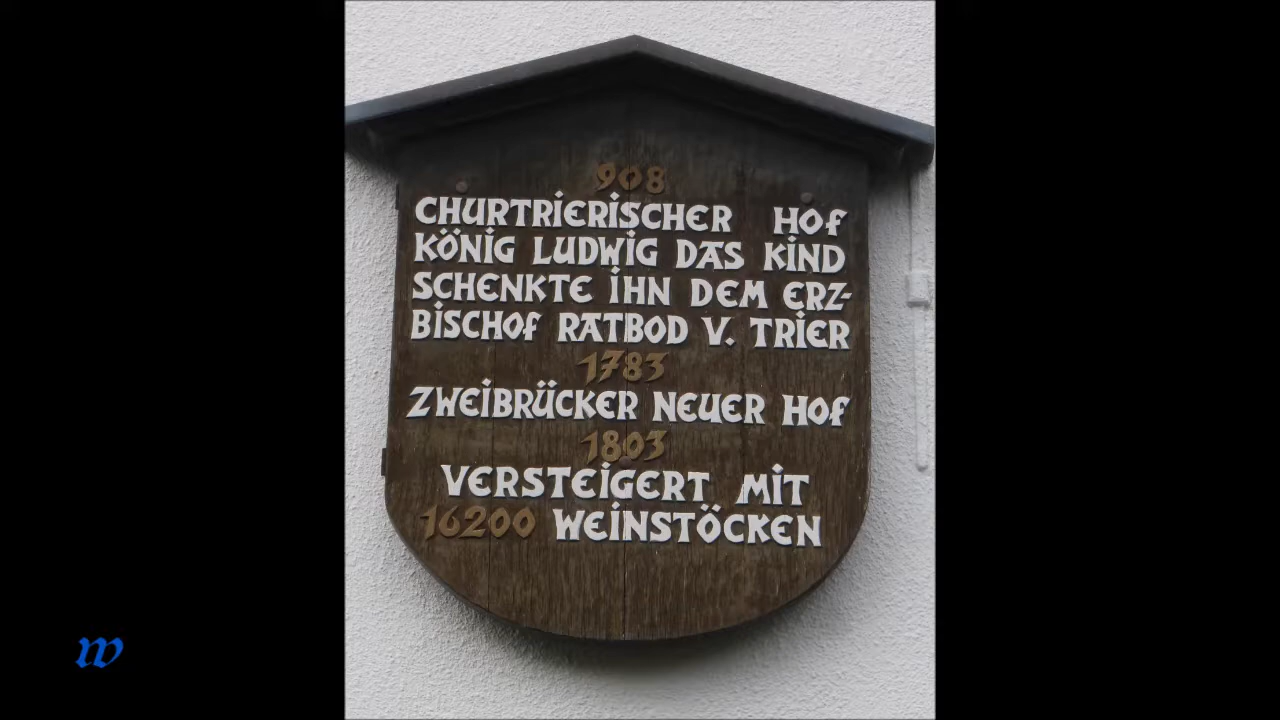 908
CHURTRIERISCHER HOF
KÖNIG LUDWIG DAS KIND
SCHENKTE IHN DEM ERZ-
BISCHOF RATBOD V. TRIER
1783
ZWEIBRÜCKER NEUER HOF
1803
VERSTEIGERT MIT
16200 WEINSTÖCKEN
w